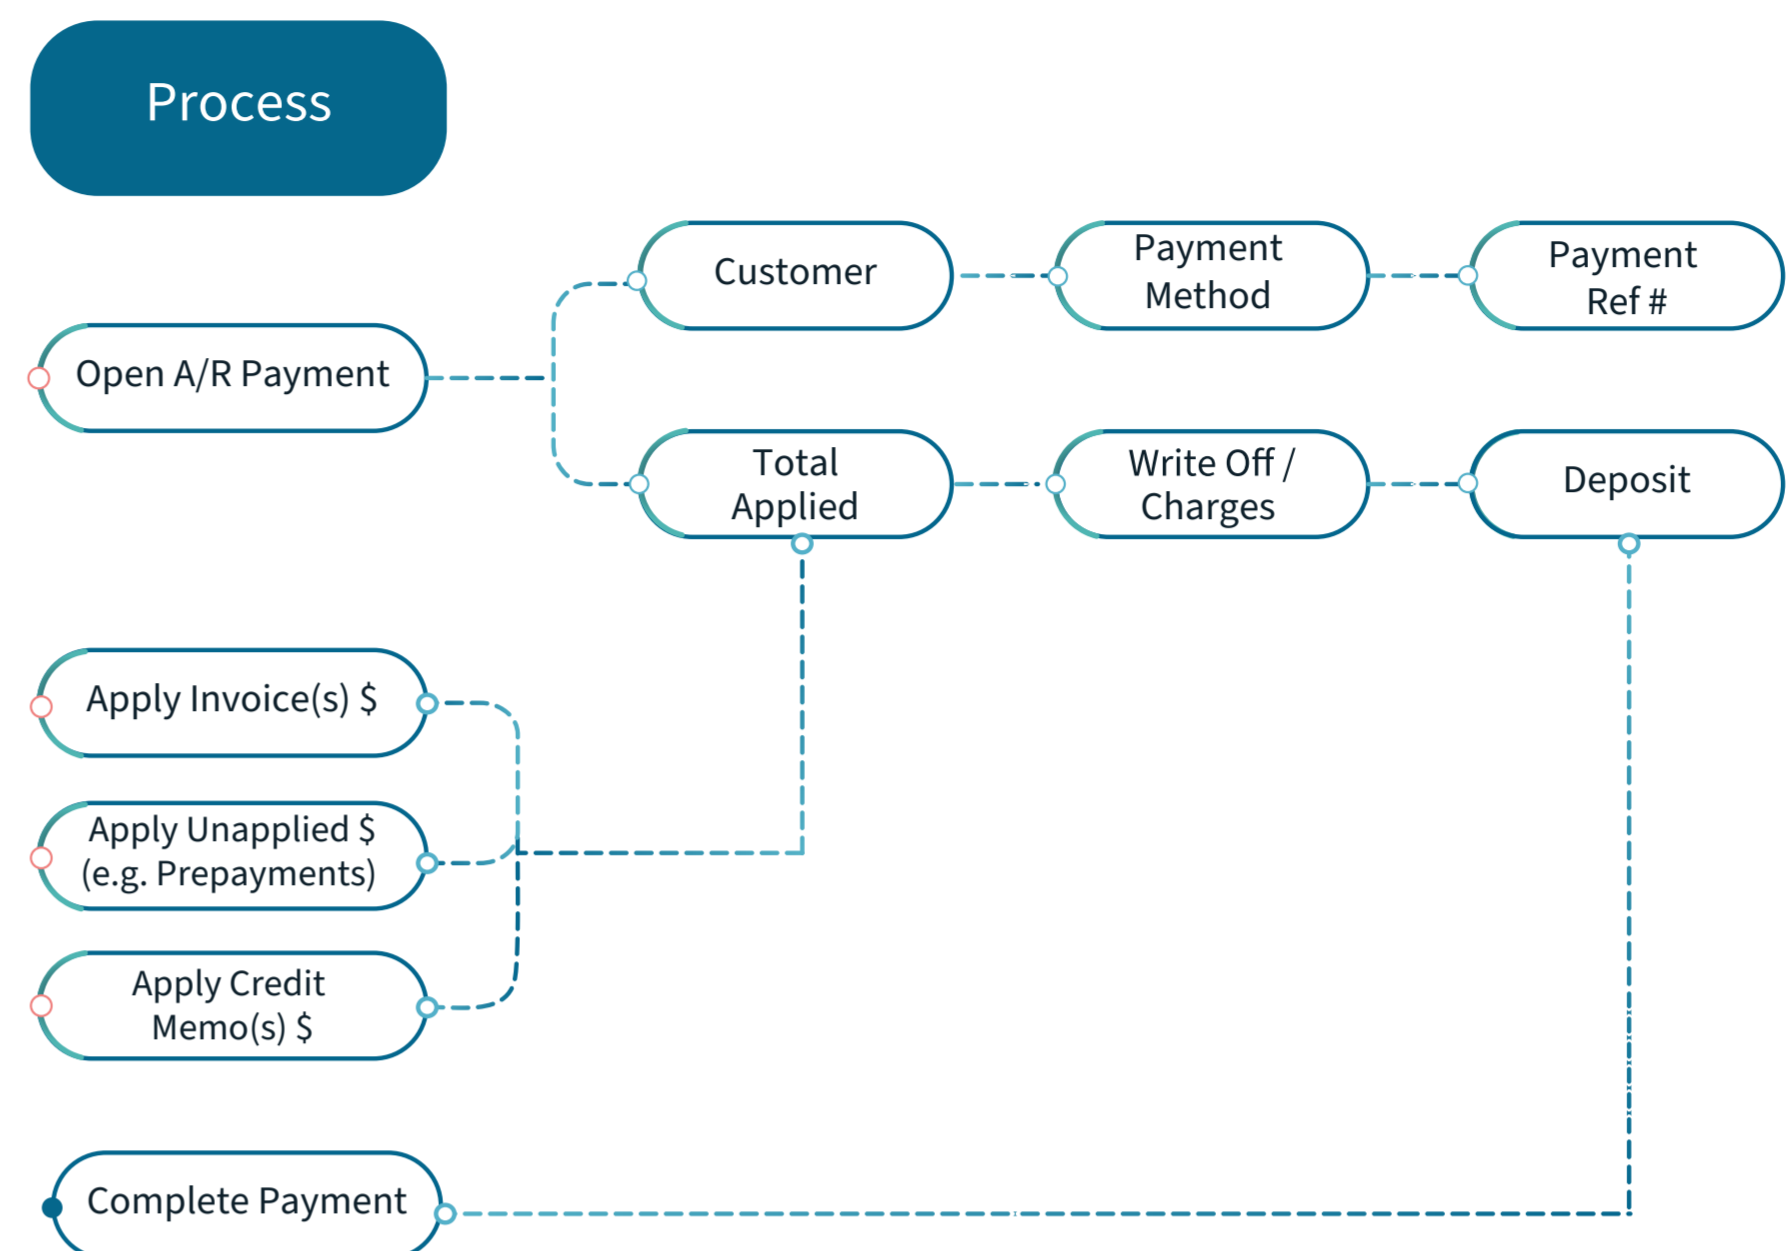 Process
Customer
Payment
Method
Payment
Ref #
Open A/R Payment
Total
Applied
Write Off /
Charges
Deposit
Apply Invoice(s) $
Apply Unapplied $
(e.g. Prepayments)
Apply Credit
Memo(s) $
Complete Payment